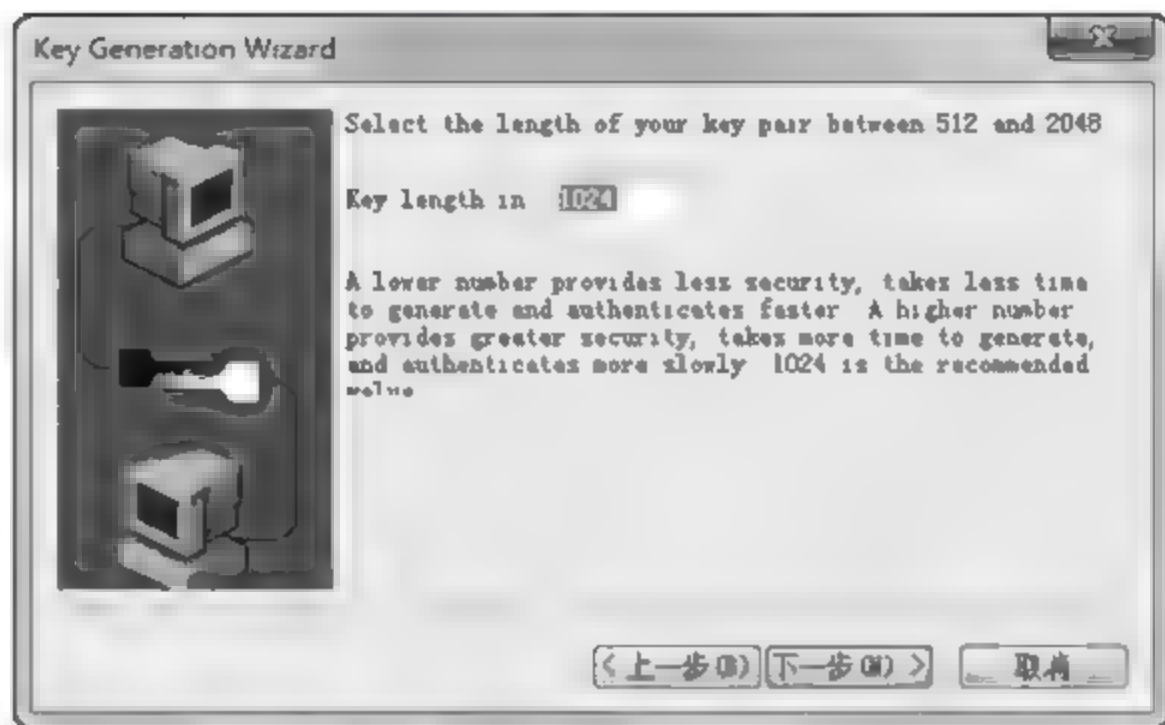 Key Generation Wizard
Select the length of your key pair between 512 and 2048
Key length in 1024
A lower number provides less security, takes less time
to generate and authenticates faster A higher number
provides greater security, takes more time to generate,
and authenticates more slowly 1024 is the recommended
value
< 上一步(B) 下一步(N) > 取消